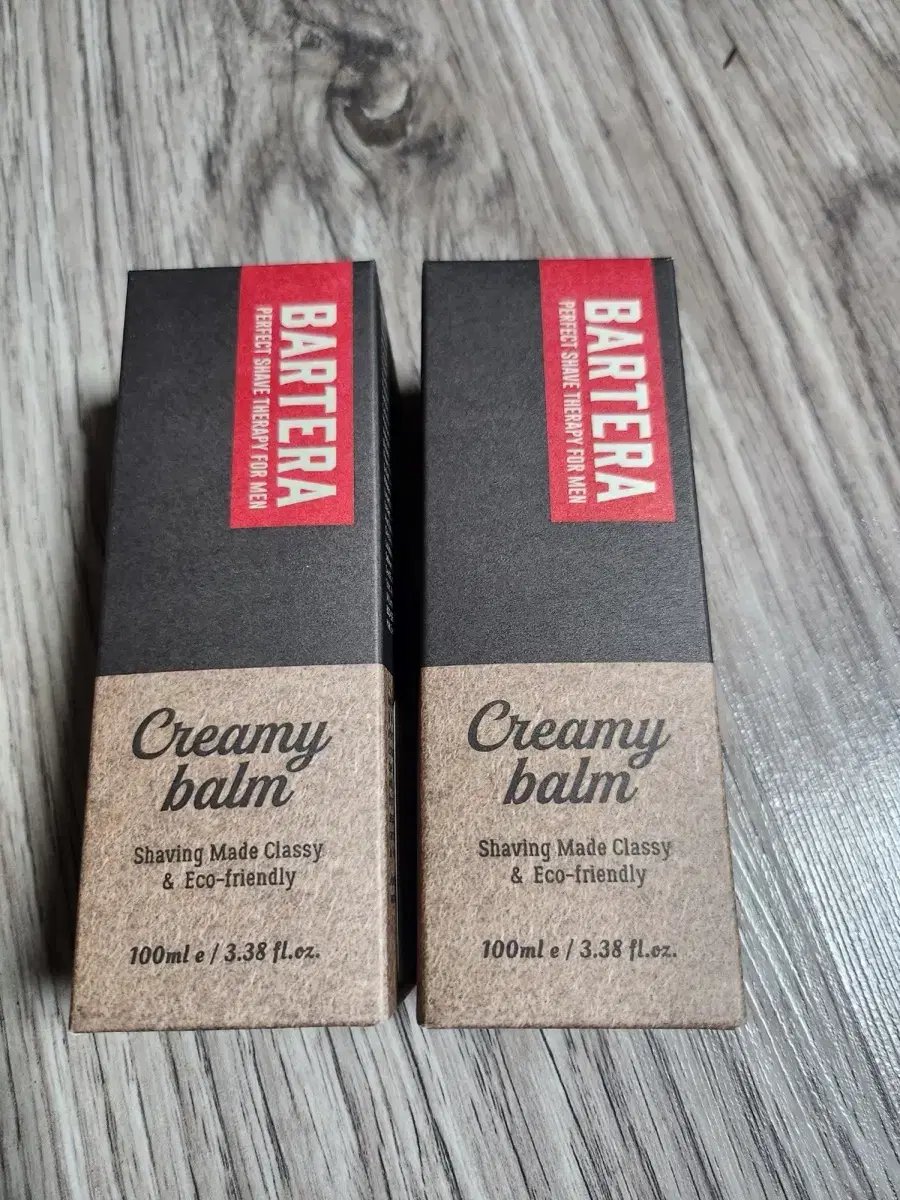 BARTERA
PERFECT SHAVE THERAPY FOR MEN
Creamy
balm
Shaving Made Classy
& Eco-friendly
100ml e / 3.38 fl.oz.
BARTERA
PERFECT SHAVE THERAPY FOR MEN
Creamy
balm
Shaving Made Classy
& Eco-friendly
100ml e / 3.38 fl.oz.